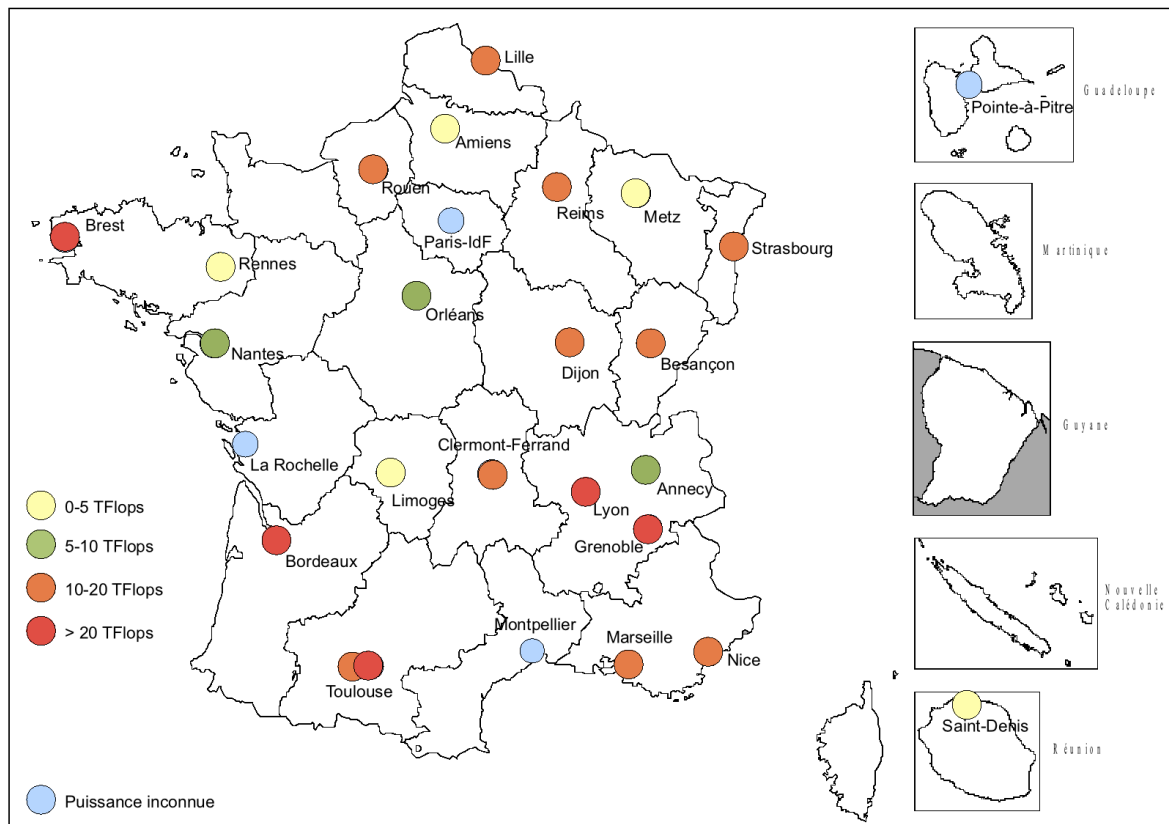 Lille
Amiens
Rouen
Reims
Metz
Paris-IdF
Strasbourg
Brest
Rennes
Orléans
Nantes
Dijon
Besançon
La Rochelle
Limoges
Clermont-Ferrand
Annecy
Lyon
Grenoble
Bordeaux
Montpellier
Marseille
Nice
Toulouse
0-5 TFlops
5-10 TFlops
10-20 TFlops
> 20 TFlops
Puissance inconnue
Pointe-à-Pitre
Guadeloupe
Martinique
Guyane
Nouvelle
Calédonie
Saint-Denis
Réunion